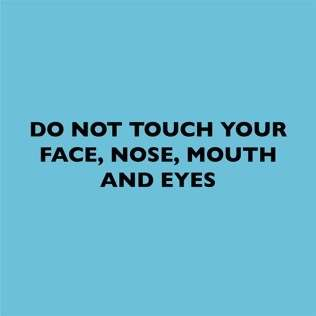 DO NOT TOUCH YOUR
FACE, NOSE, MOUTH
AND EYES